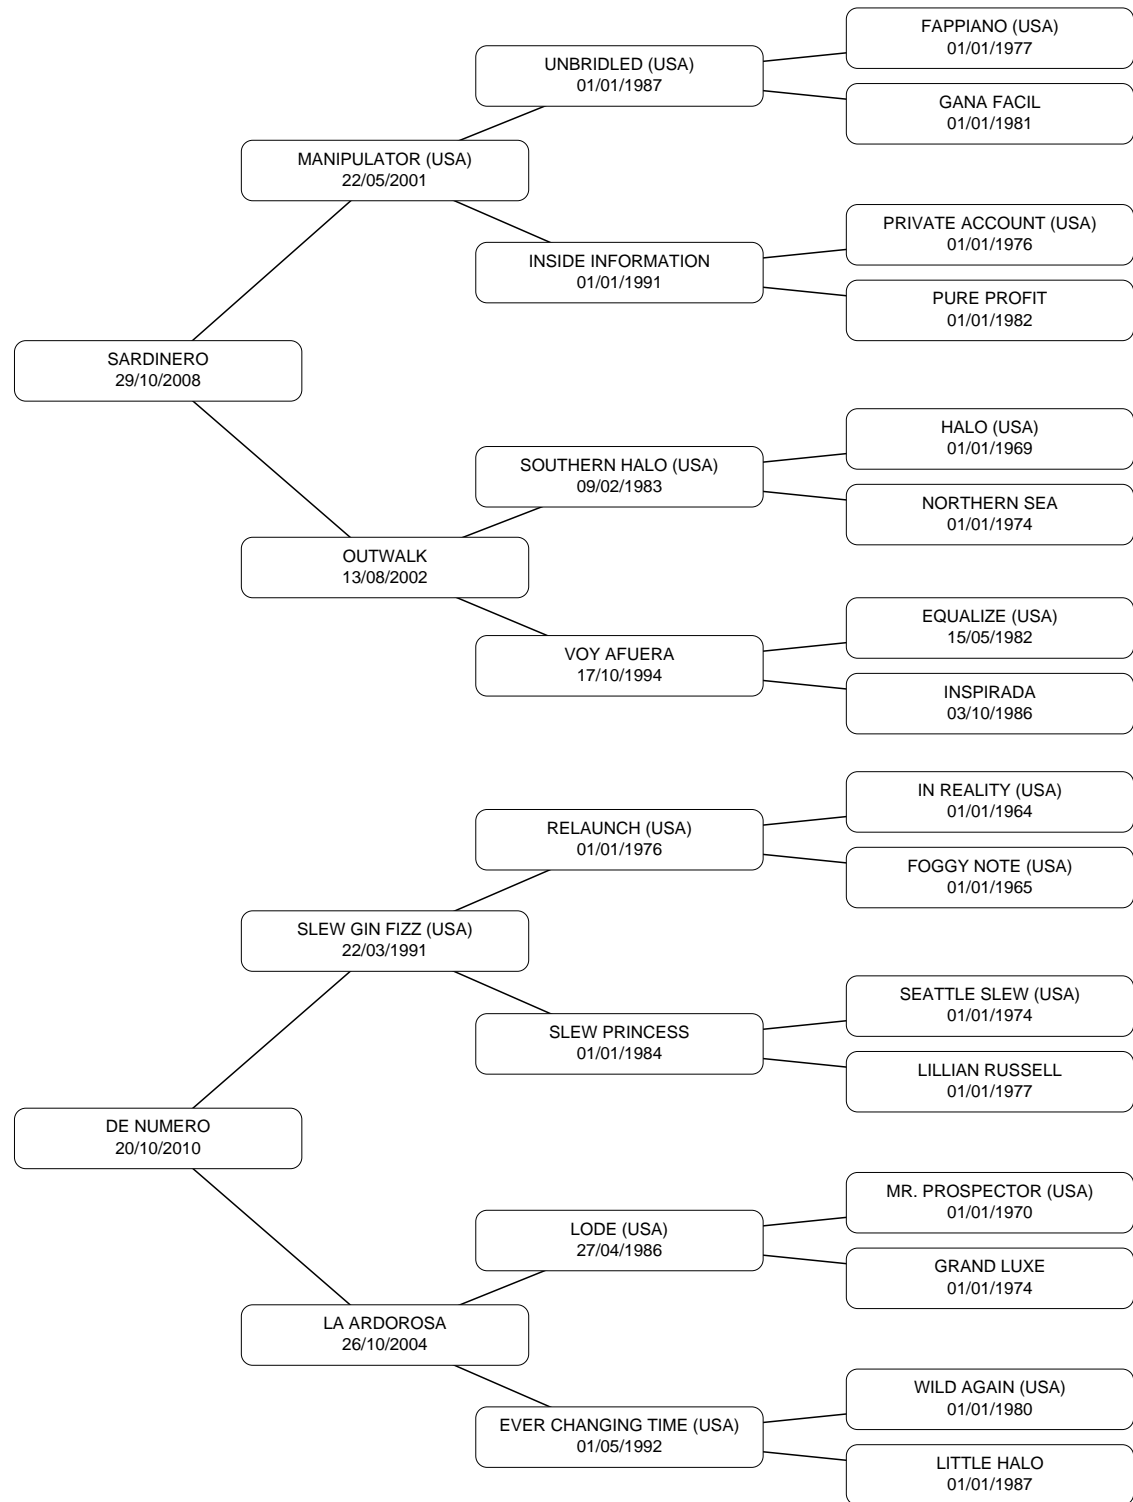 FAPPIANO (USA)
01/01/1977
UNBRIDLED (USA)
01/01/1987
GANA FACIL
01/01/1981
MANIPULATOR (USA)
22/05/2001
PRIVATE ACCOUNT (USA)
01/01/1976
INSIDE INFORMATION
01/01/1991
PURE PROFIT
01/01/1982
SARDINERO
29/10/2008
HALO (USA)
01/01/1969
SOUTHERN HALO (USA)
09/02/1983
NORTHERN SEA
01/01/1974
OUTWALK
13/08/2002
EQUALIZE (USA)
15/05/1982
VOY AFUERA
17/10/1994
INSPIRADA
03/10/1986
IN REALITY (USA)
01/01/1964
RELAUNCH (USA)
01/01/1976
FOGGY NOTE (USA)
01/01/1965
SLEW GIN FIZZ (USA)
22/03/1991
SEATTLE SLEW (USA)
01/01/1974
SLEW PRINCESS
01/01/1984
LILLIAN RUSSELL
01/01/1977
DE NUMERO
20/10/2010
MR. PROSPECTOR (USA)
01/01/1970
LODE (USA)
27/04/1986
GRAND LUXE
01/01/1974
LA ARDOROSA
26/10/2004
WILD AGAIN (USA)
01/01/1980
EVER CHANGING TIME (USA)
01/05/1992
LITTLE HALO
01/01/1987